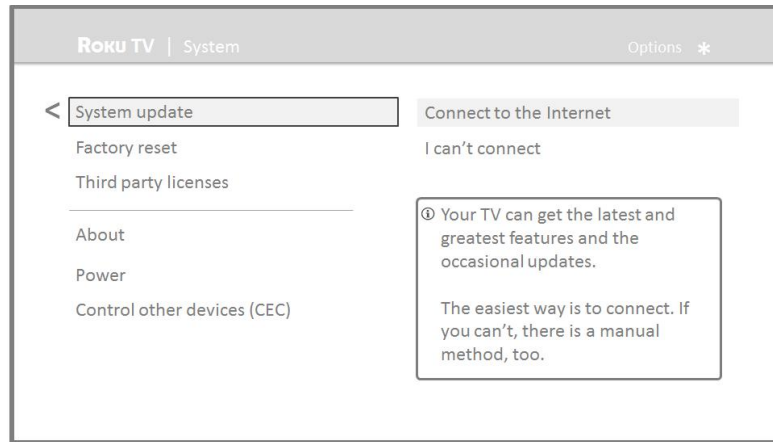 ROKU TV | System
Options *
< System update
Factory reset
Third party licenses
About
Power
Control other devices (CEC)
Connect to the Internet
I can't connect
ⓘ Your TV can get the latest and
greatest features and the
occasional updates.
The easiest way is to connect. If
you can't, there is a manual
method, too.